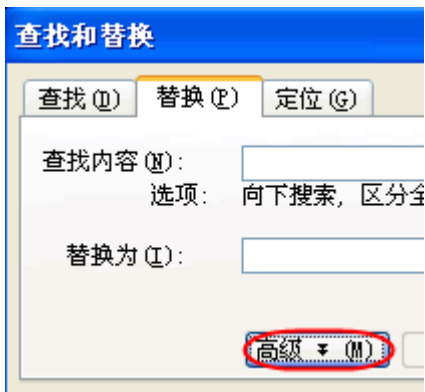 查找和替换
查找(D) 替换(P) 定位(G)
查找内容(N):
选项: 向下搜索, 区分全
替换为(I):
高级 ▾ (M)